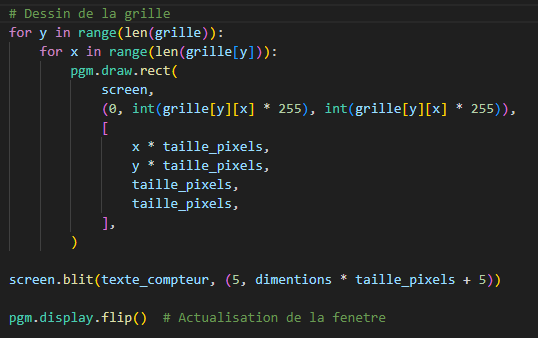 # Dessin de la grille
for y in range(len(grille)):
    for x in range(len(grille[y])):
        pgm.draw.rect(
            screen,
            (0, int(grille[y][x] * 255), int(grille[y][x] * 255)),
            [
                x * taille_pixels,
                y * taille_pixels,
                taille_pixels,
                taille_pixels,
            ],
        )

screen.blit(texte_compteur, (5, dimentions * taille_pixels + 5))

pgm.display.flip()  # Actualisation de la fenetre